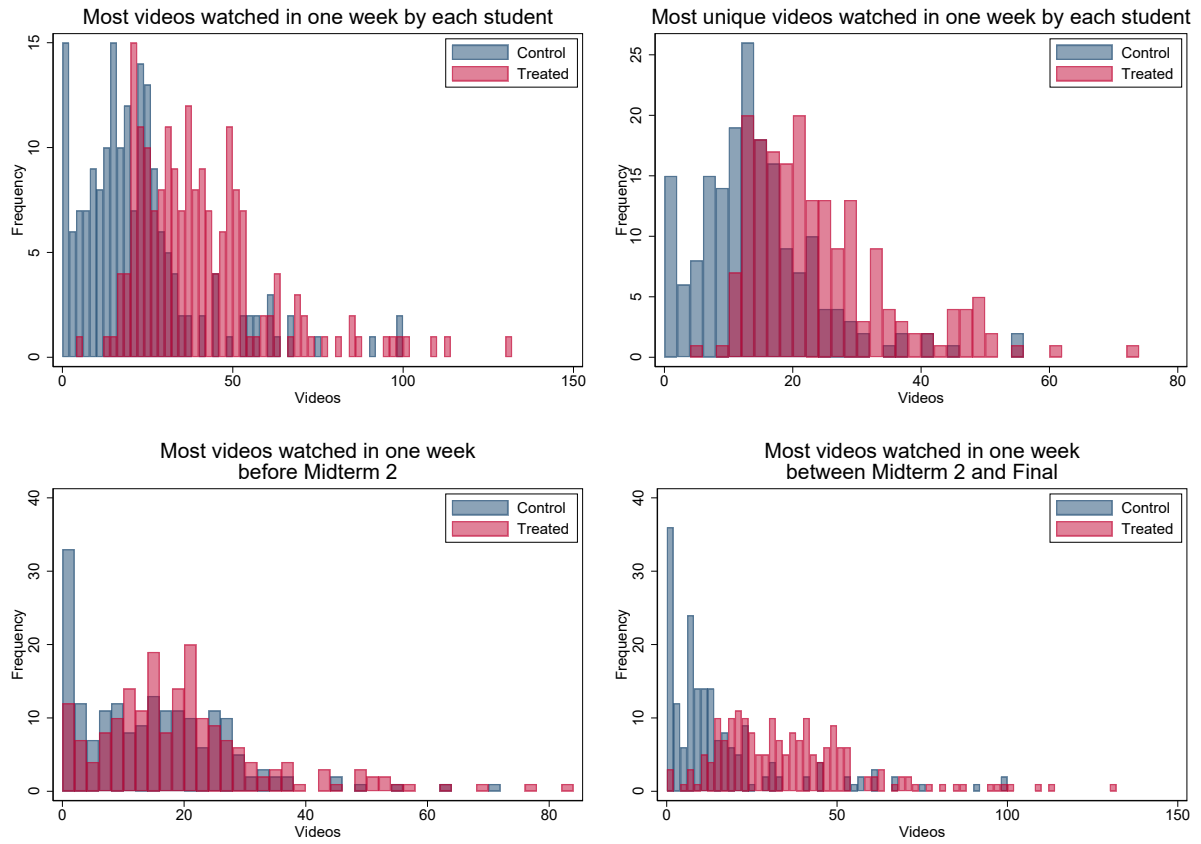 Most videos watched in one week by each student
15
10
5
0
Frequency
Control
Treated
0 50 100 150
Videos
Most unique videos watched in one week by each student
25
20
15
10
5
0
Frequency
Control
Treated
0 20 40 60 80
Videos
Most videos watched in one week
before Midterm 2
40
30
20
10
0
Frequency
Control
Treated
0 20 40 60 80
Videos
Most videos watched in one week
between Midterm 2 and Final
40
30
20
10
0
Frequency
Control
Treated
0 50 100 150
Videos